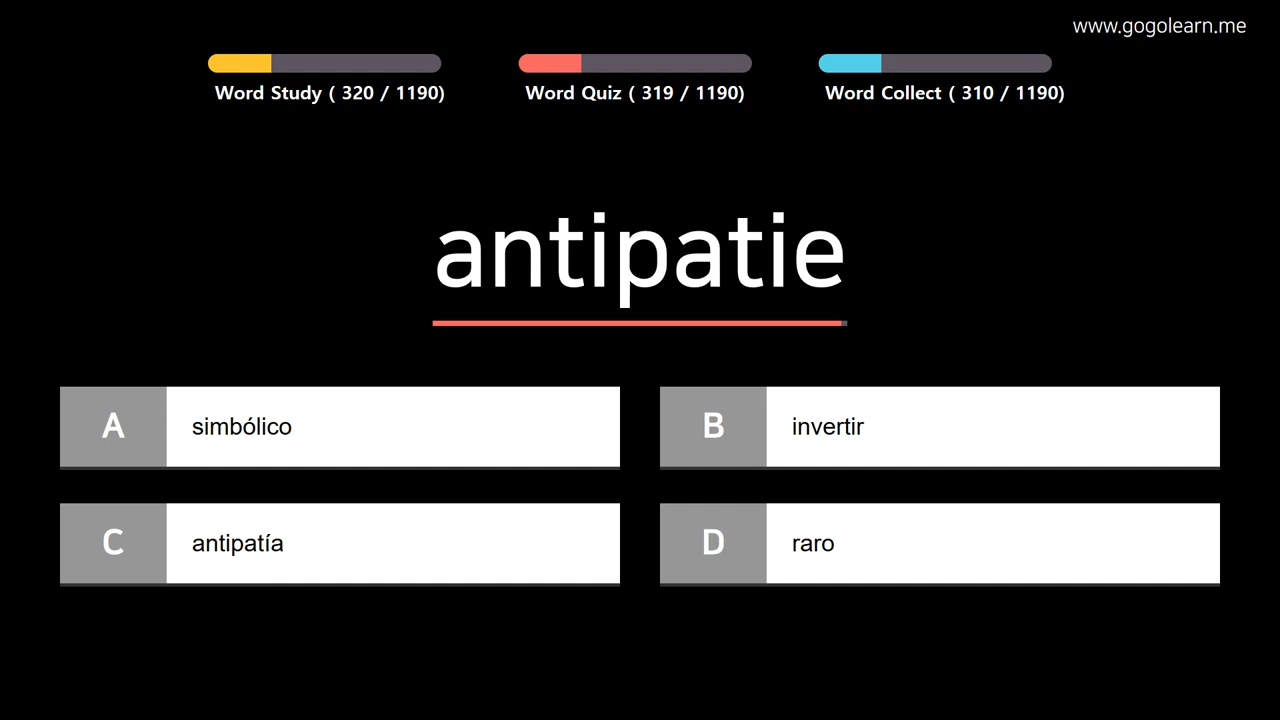 www.gogolearn.me
Word Study ( 320 / 1190)
Word Quiz ( 319 / 1190)
Word Collect ( 310 / 1190)
antipatie
A simbólico
B invertir
C antipatía
D raro